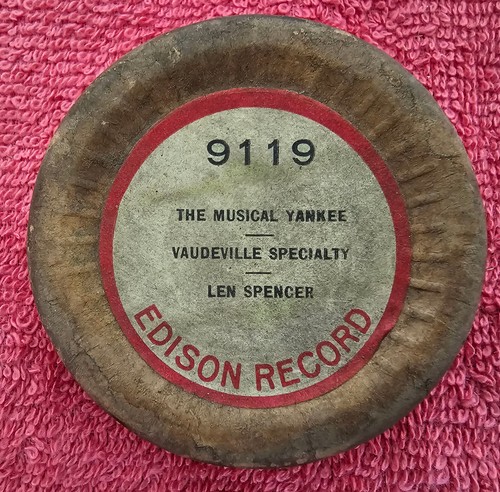 9119
THE MUSICAL YANKEE
VAUDEVILLE SPECIALTY
LEN SPENCER
EDISON RECORD